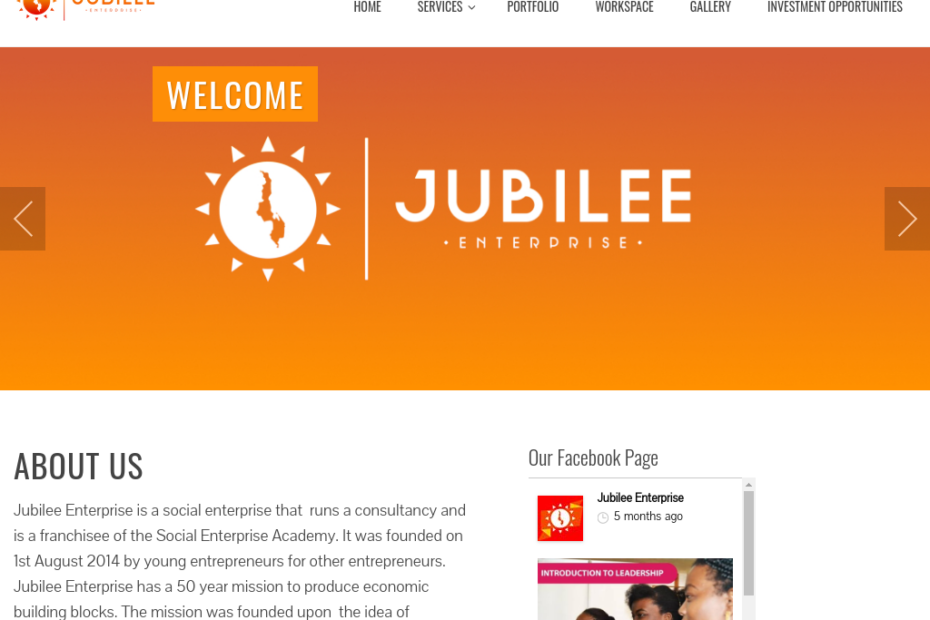 JUBILEE
ENTERPRISE
HOME SERVICES PORTFOLIO WORKSPACE GALLERY INVESTMENT OPPORTUNITIES
WELCOME
JUBILEE
• ENTERPRISE •
ABOUT US
Jubilee Enterprise is a social enterprise that runs a consultancy and
is a franchisee of the Social Enterprise Academy. It was founded on
1st August 2014 by young entrepreneurs for other entrepreneurs.
Jubilee Enterprise has a 50 year mission to produce economic
building blocks. The mission was founded upon the idea of
Our Facebook Page
Jubilee Enterprise
5 months ago
INTRODUCTION TO LEADERSHIP